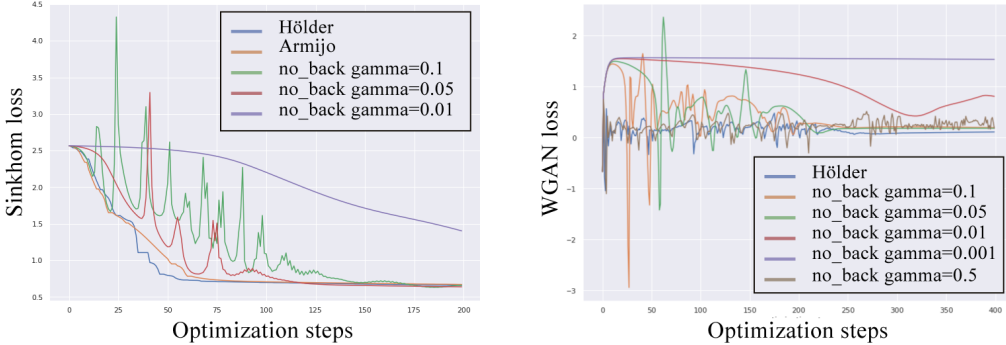 4.5
4.0
3.5
3.0
2.5
2.0
1.5
1.0
0.5
Sinkhom loss
Hölder
Armijo
no_back gamma=0.1
no_back gamma=0.05
no_back gamma=0.01
0 25 50 75 100 125 150 175 200
Optimization steps
2
1
0
−1
−2
−3
WGAN loss
Hölder
no_back gamma=0.1
no_back gamma=0.05
no_back gamma=0.01
no_back gamma=0.001
no_back gamma=0.5
0 50 100 150 200 250 300 350 400
Optimization steps